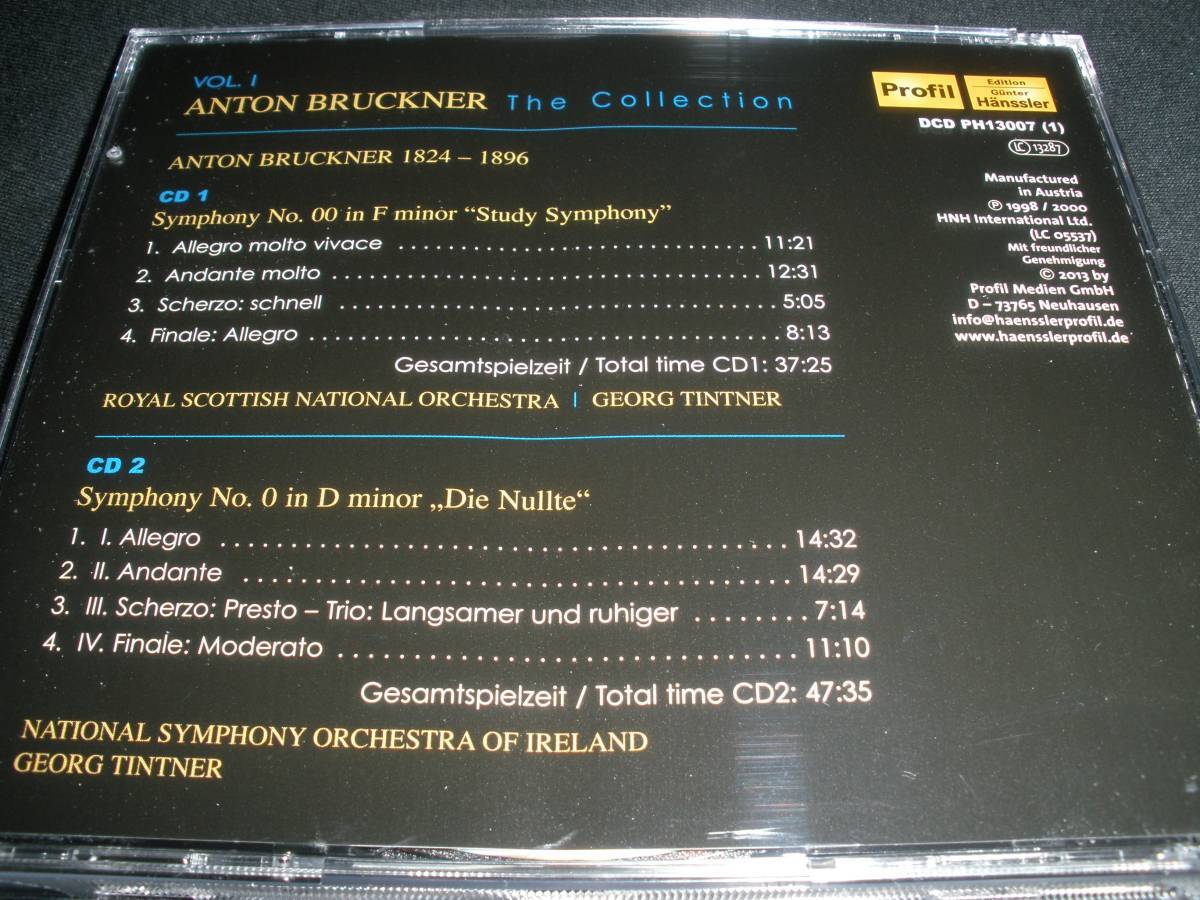 VOL. I
ANTON BRUCKNER The Collection
ANTON BRUCKNER 1824 – 1896
CD 1
Symphony No. 00 in F minor “Study Symphony”
1. Allegro molto vivace ................................ 11:21
2. Andante molto ...................................... 12:31
3. Scherzo: schnell ..................................... 5:05
4. Finale: Allegro ........................................ 8:13
Gesamtspielzeit / Total time CD1: 37:25
ROYAL SCOTTISH NATIONAL ORCHESTRA | GEORG TINTNER
CD 2
Symphony No. 0 in D minor „Die Nullte“
1. I. Allegro ......................................... 14:32
2. II. Andante ....................................... 14:29
3. III. Scherzo: Presto – Trio: Langsamer und ruhiger ........ 7:14
4. IV. Finale: Moderato ................................. 11:10
Gesamtspielzeit / Total time CD2: 47:35
NATIONAL SYMPHONY ORCHESTRA OF IRELAND
GEORG TINTNER
Profil
Edition
Günter
Hänssler
DCD PH13007 (1)
LC 13287
Manufactured
in Austria
℗ 1998 / 2000
HNH International Ltd.
(LC 05537)
Mit freundlicher
Genehmigung
© 2013 by
Profil Medien GmbH
D – 73765 Neuhausen
info@haensslerprofil.de
www.haensslerprofil.de